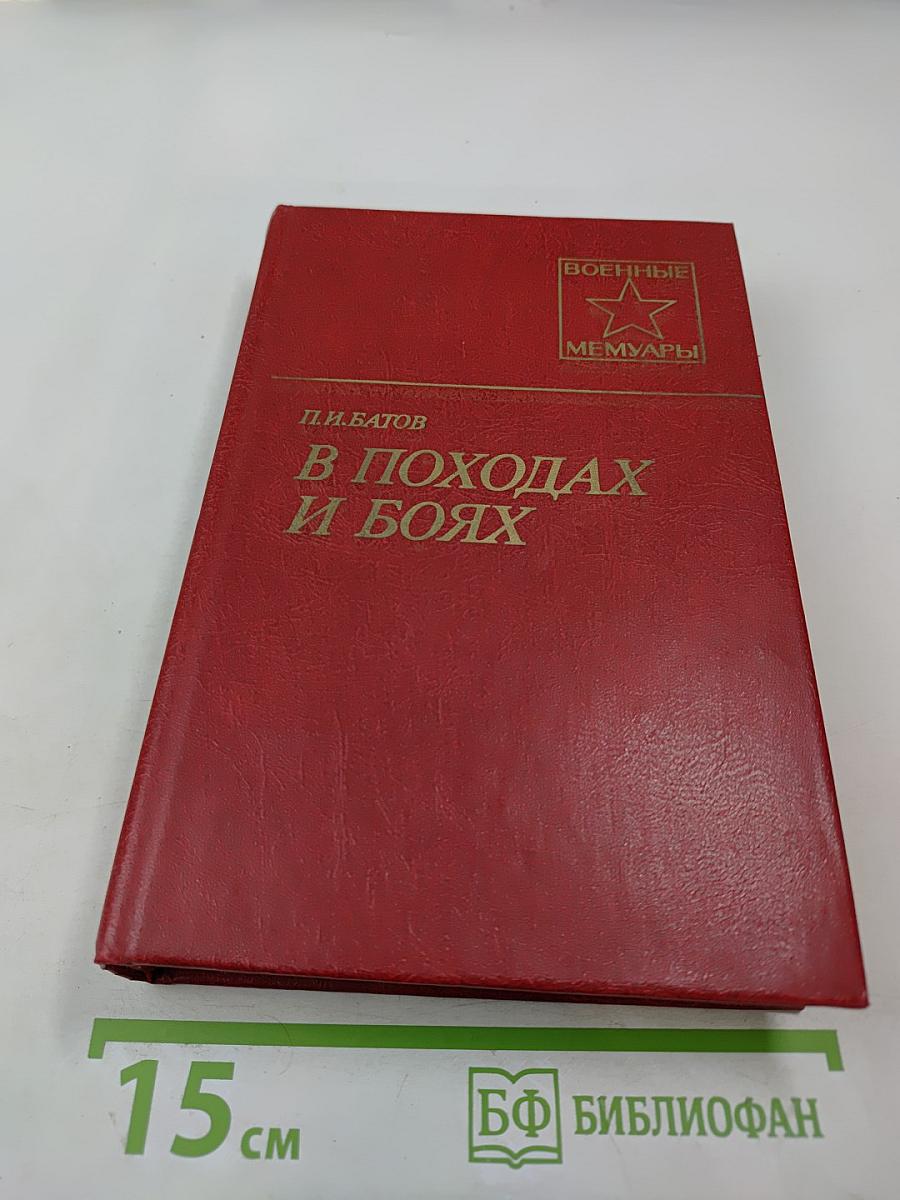 ВОЕННЫЕ
МЕМУАРЫ
П.И.БАТОВ
В ПОХОДАХ
И БОЯХ
15 см
БФ БИБЛИОФАН